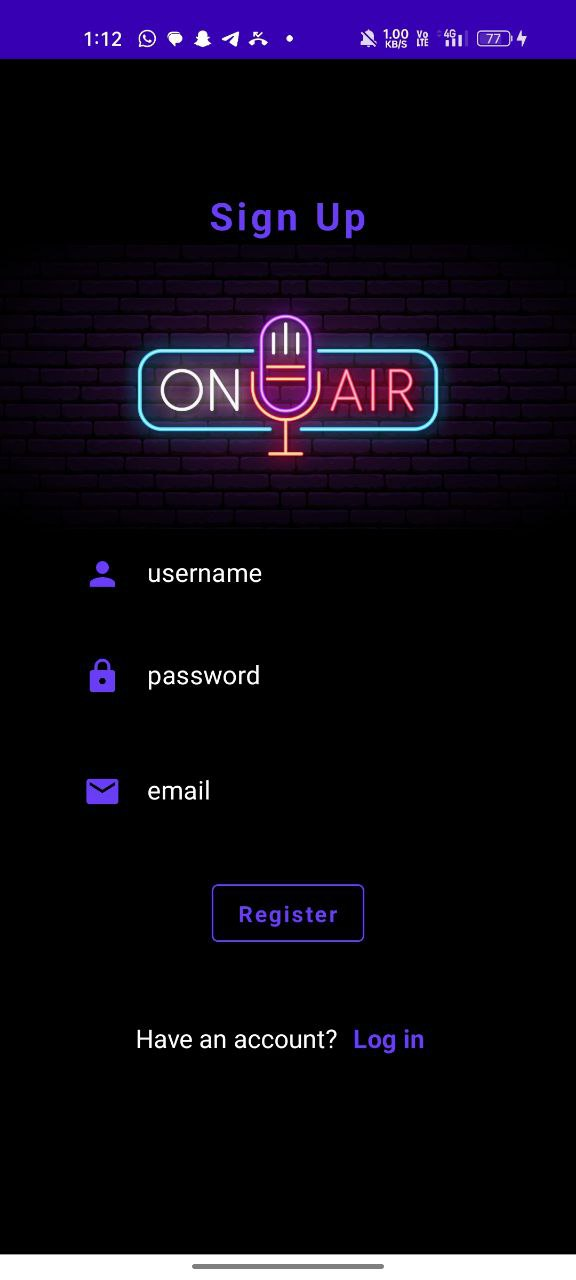 1:12 1.00 KB/S Vo LTE 4G 77
Sign Up
ON AIR
username
password
email
Register
Have an account? Log in